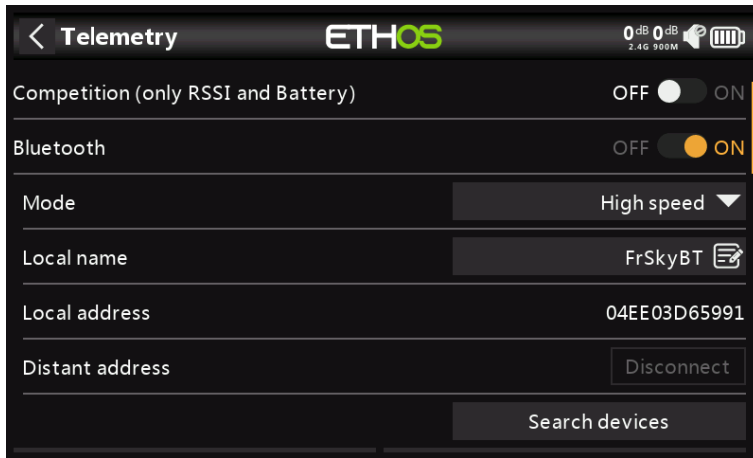 Telemetry ETHOS 0dB 0dB
2.4G 900M
Competition (only RSSI and Battery) OFF ON
Bluetooth OFF ON
Mode High speed
Local name FrSkyBT
Local address 04EE03D65991
Distant address Disconnect
Search devices